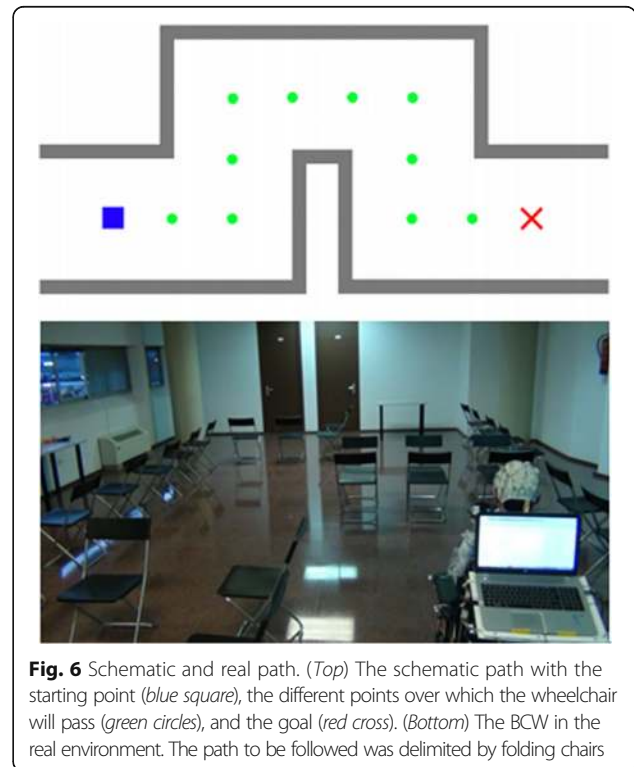 Fig. 6 Schematic and real path. (Top) The schematic path with the
starting point (blue square), the different points over which the wheelchair
will pass (green circles), and the goal (red cross). (Bottom) The BCW in the
real environment. The path to be followed was delimited by folding chairs